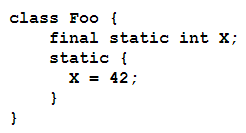 class Foo {
    final static int X;
    static {
      X = 42;
    }
}